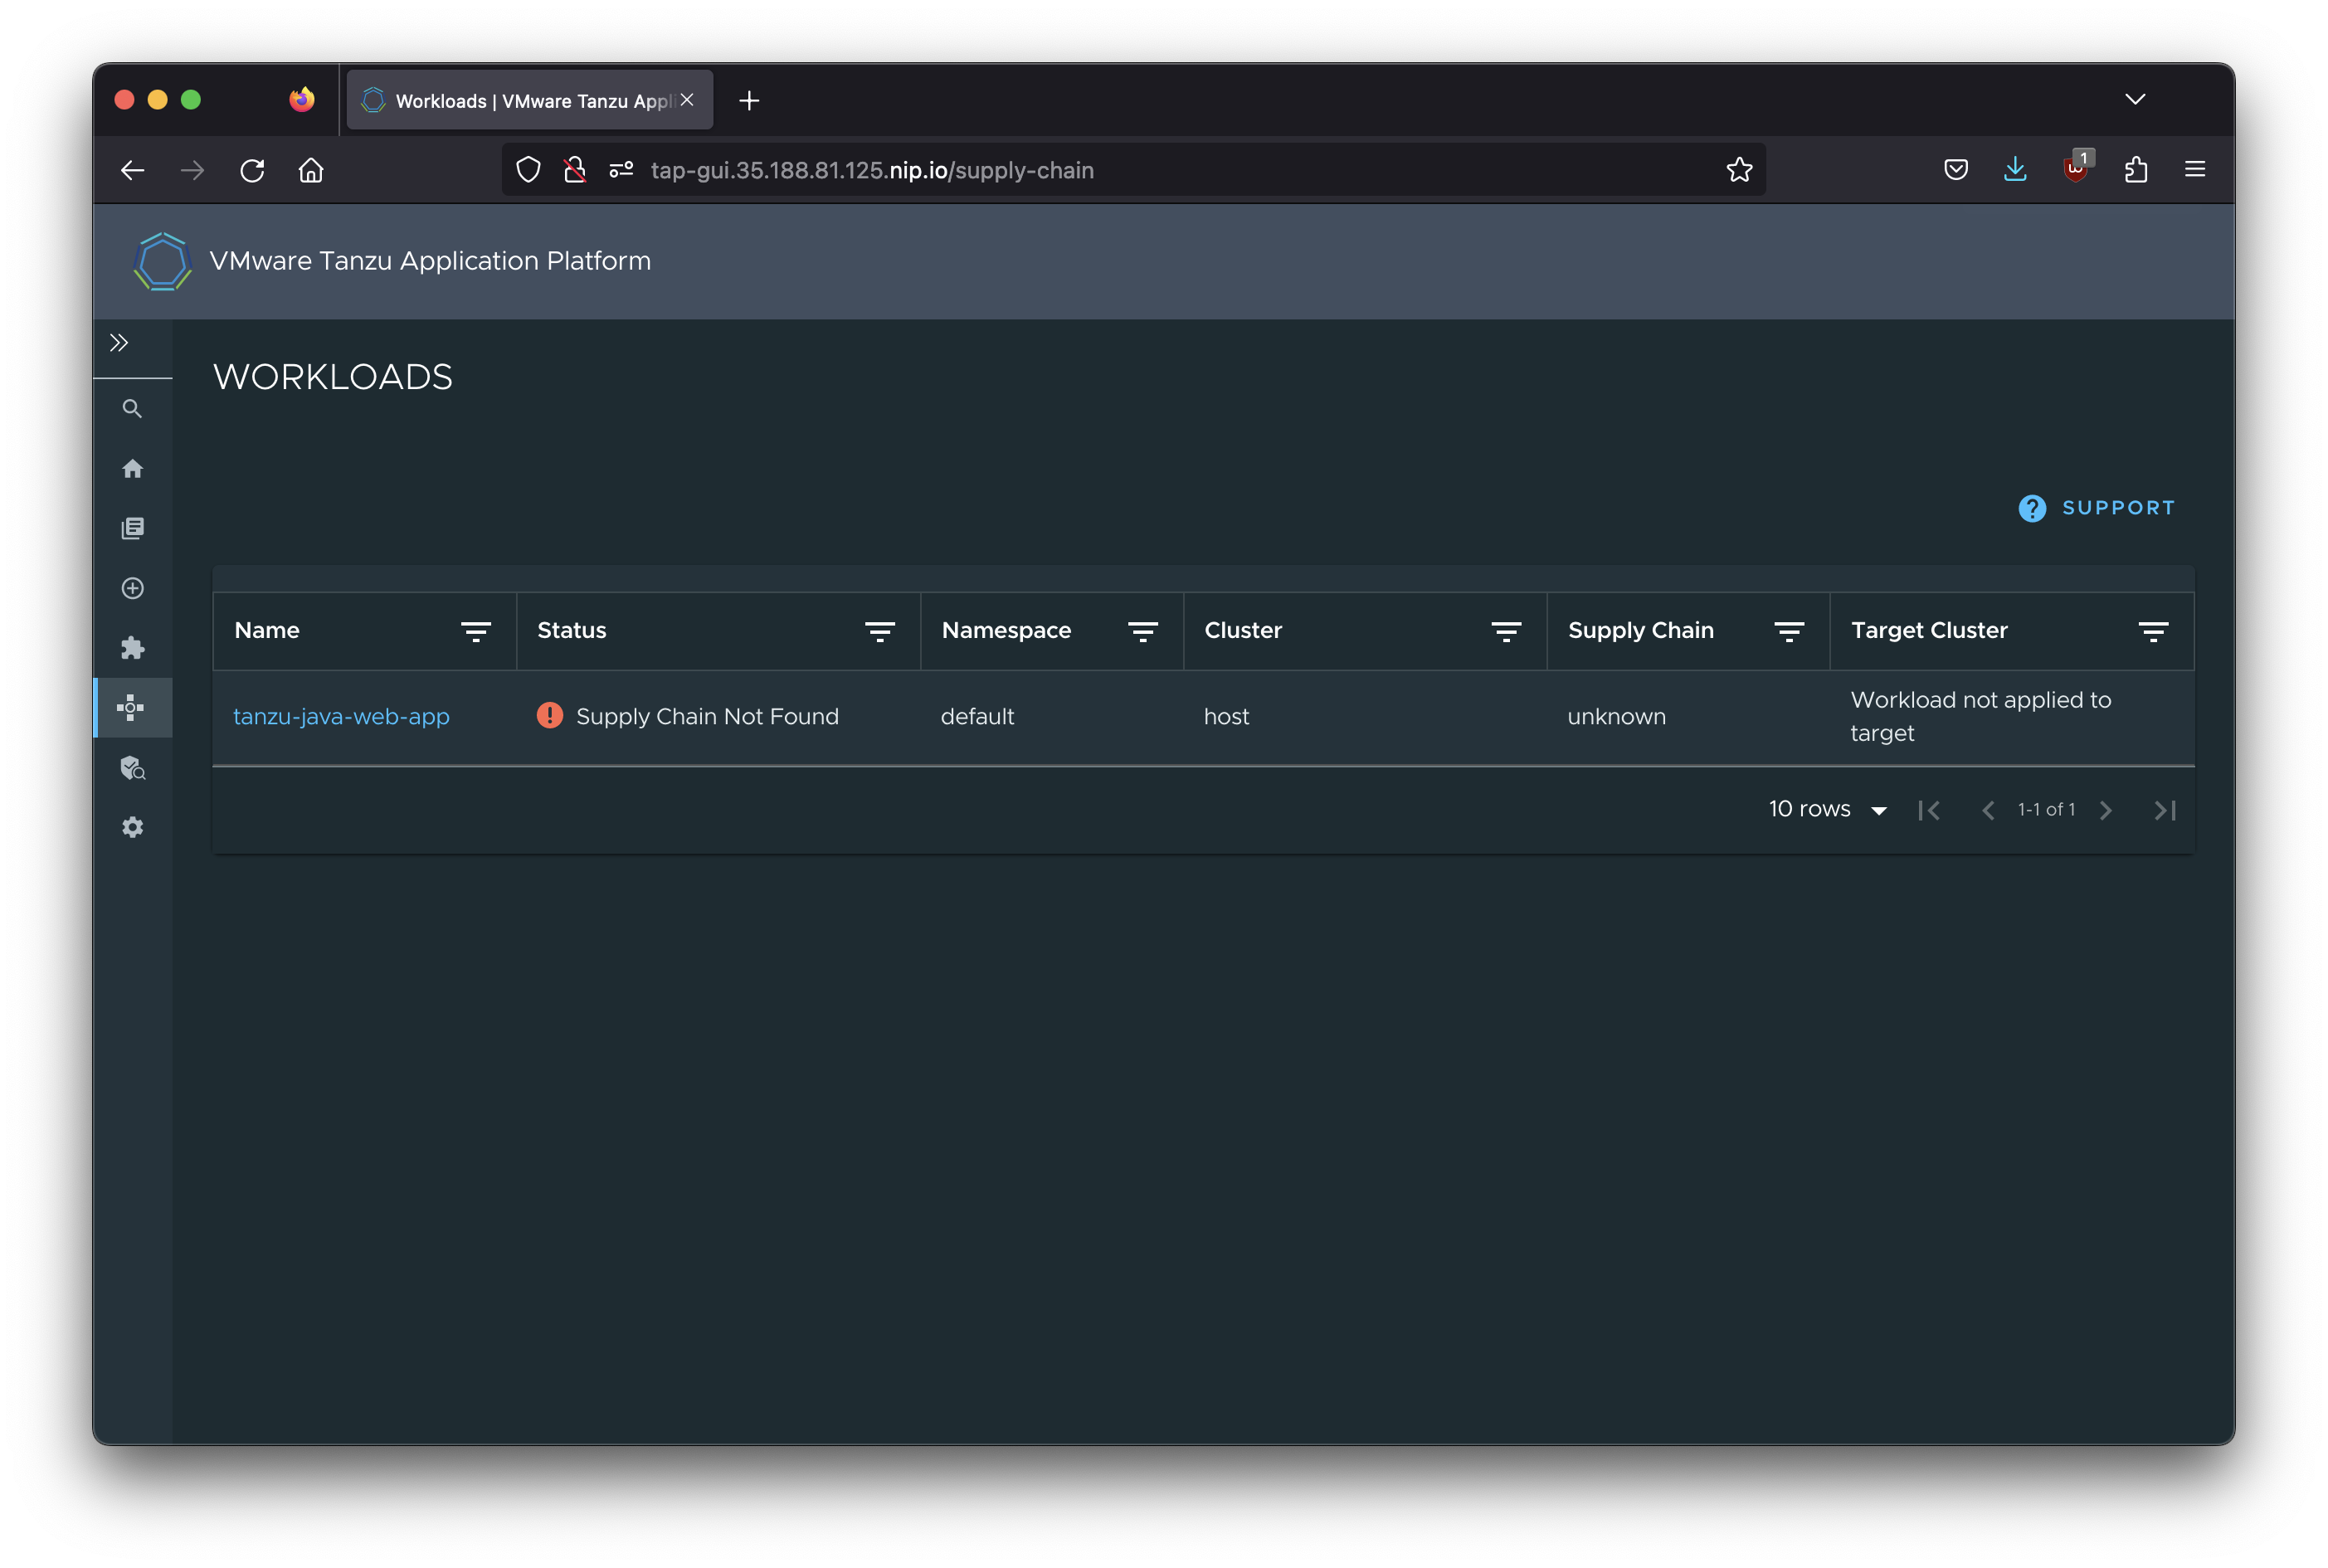 Workloads | VMware Tanzu Appl
tap-gui.35.188.81.125.nip.io/supply-chain
1
VMware Tanzu Application Platform
WORKLOADS
? SUPPORT
Name Status Namespace Cluster Supply Chain Target Cluster
tanzu-java-web-app ! Supply Chain Not Found default host unknown Workload not applied to
target
10 rows 1-1 of 1